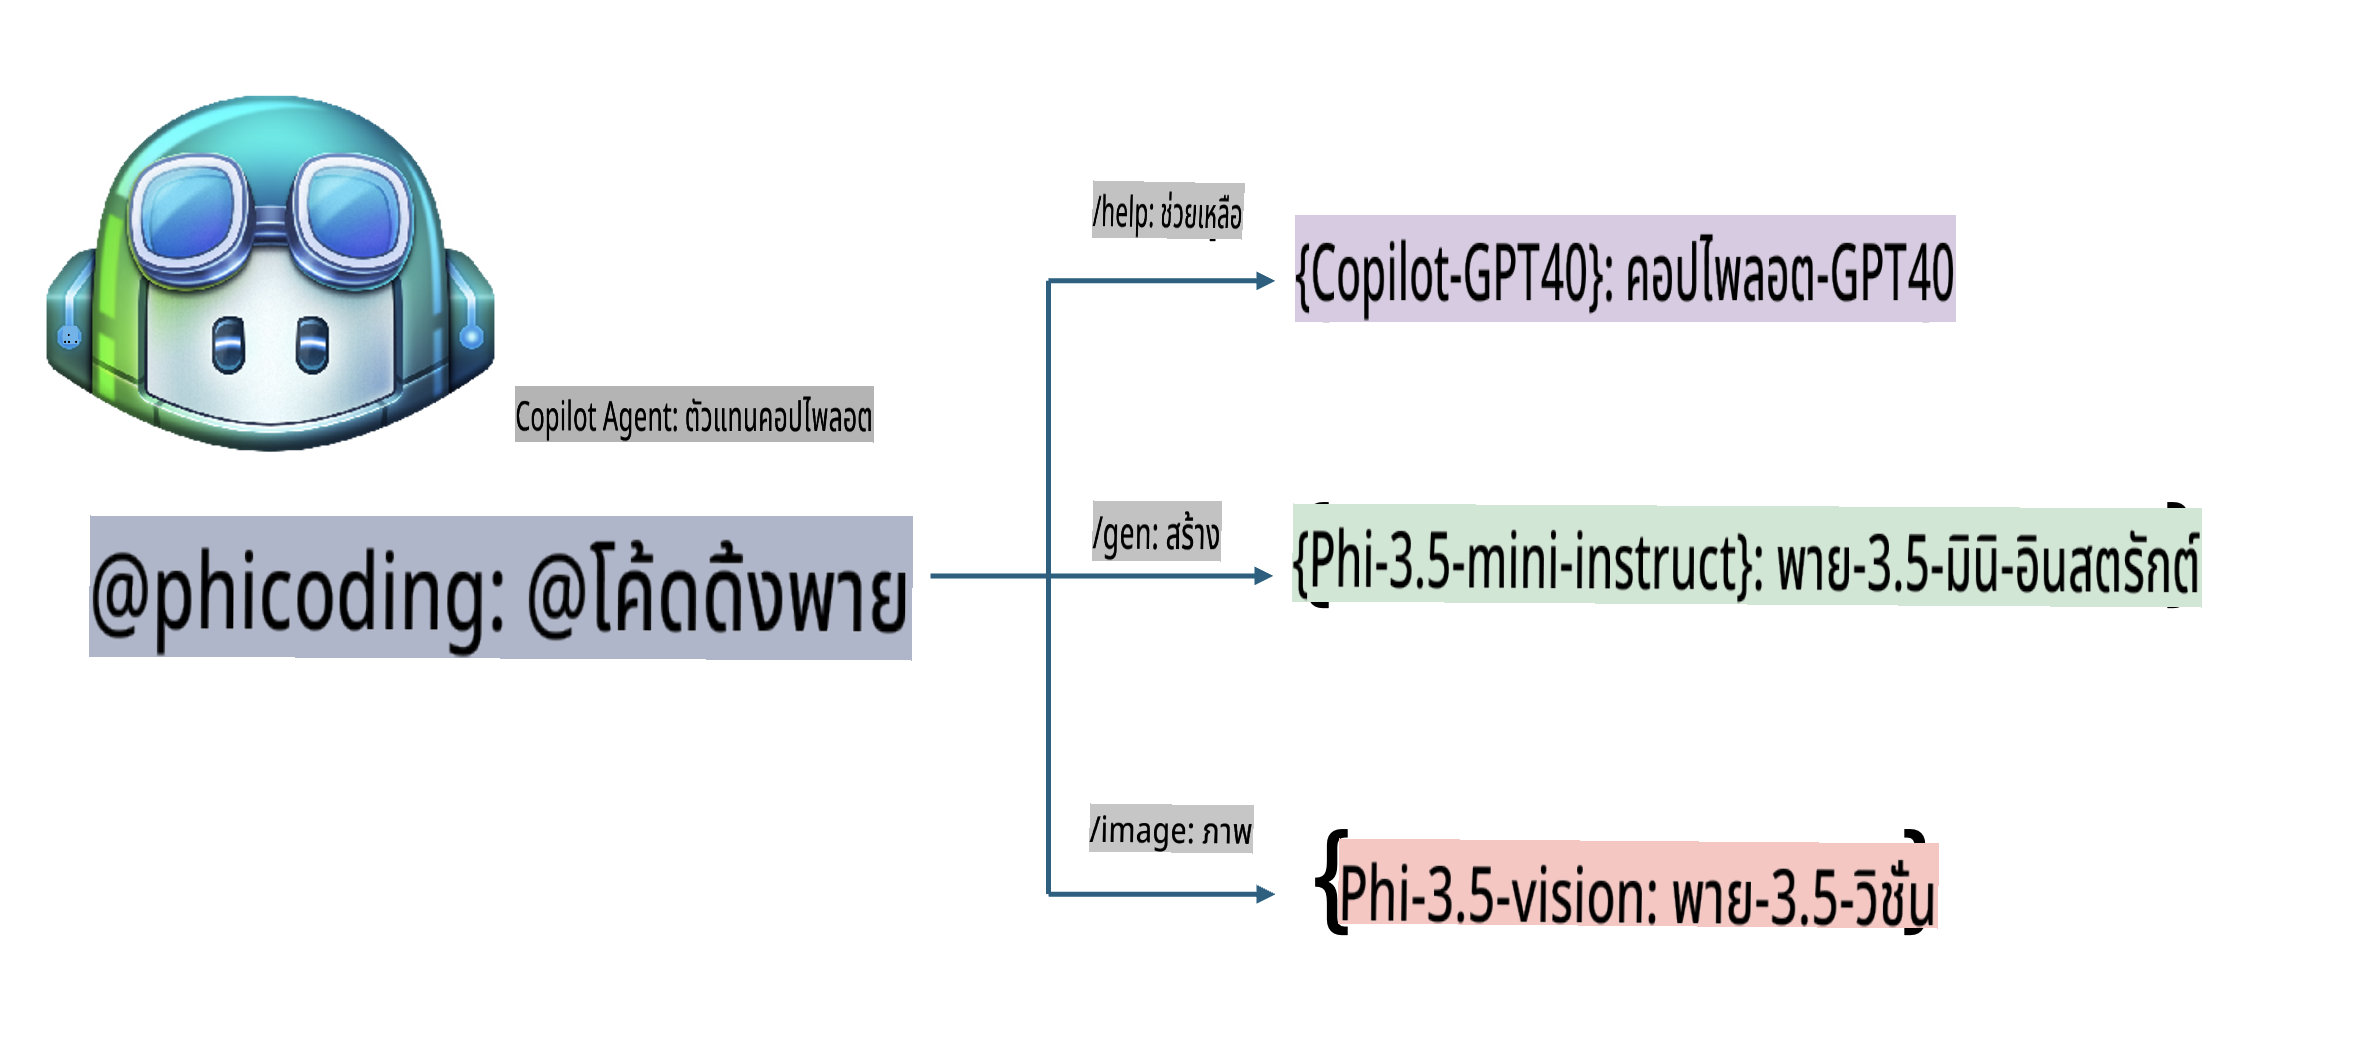 /help: ช่วยเหลือ
{Copilot-GPT40}: คอปไพลอต-GPT40
Copilot Agent: ตัวแทนคอปไพลอต
/gen: สร้าง
@phicoding: @โค้ดดิ้งพาย
{Phi-3.5-mini-instruct}: พาย-3.5-มินิ-อินสตรักต์
/image: ภาพ
{Phi-3.5-vision: พาย-3.5-วิชั่น}